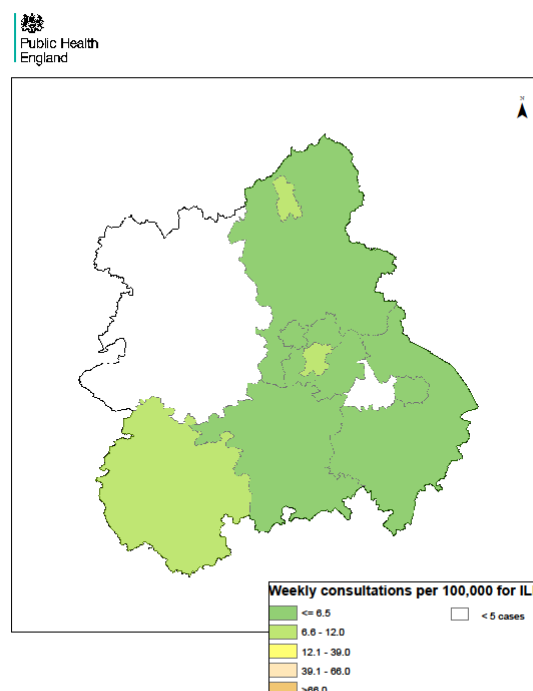 Public Health
England
N
Weekly consultations per 100,000 for IL
<= 6.5
< 5 cases
6.6 - 12.0
12.1 - 39.0
39.1 - 66.0
>66.0